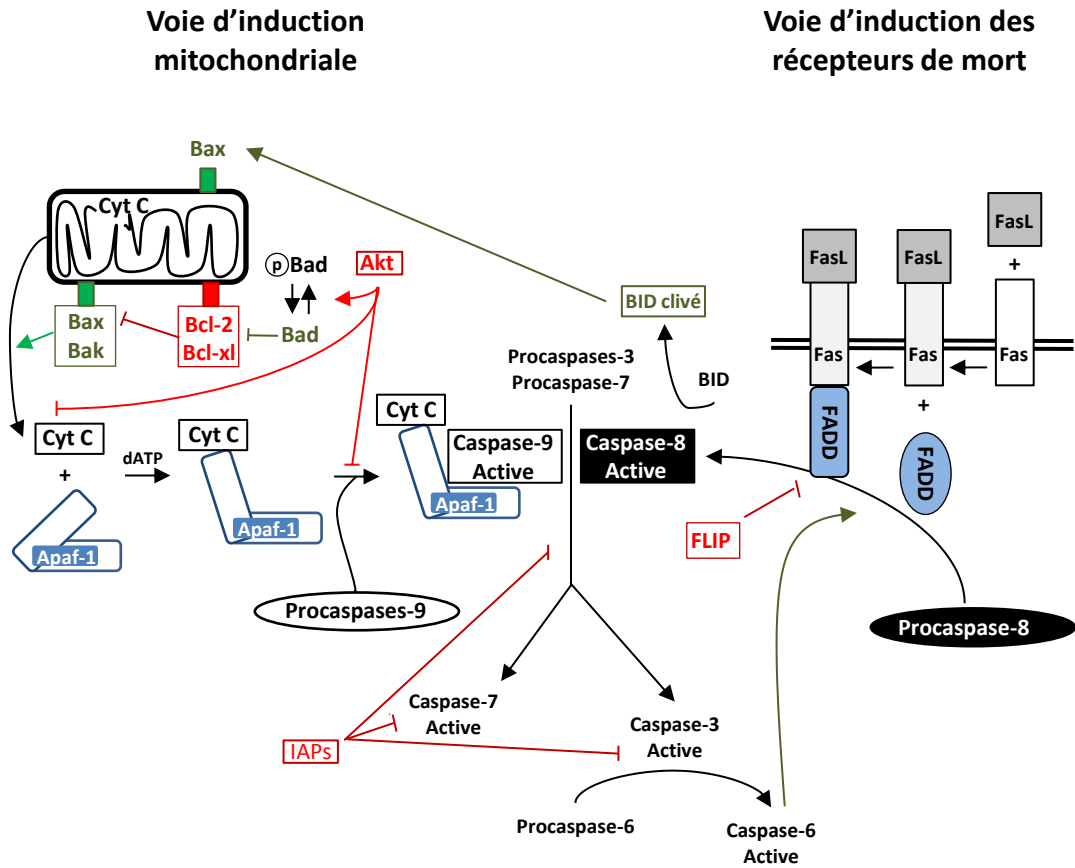 Voie d'induction
mitochondriale
Voie d'induction des
récepteurs de mort
Bax
Cyt C
FasL
FasL
FasL
+
p Bad
Akt
BID clivé
Bax
Bak
Bcl-2
Bcl-xl
Bad
Procaspases-3
Procaspase-7
BID
Fas
Fas
Fas
+
Cyt C
Cyt C
Cyt C
FADD
FADD
+
dATP
Caspase-9
Active
Caspase-8
Active
Apaf-1
Apaf-1
Apaf-1
FLIP
Procaspases-9
Procaspase-8
Caspase-7
Active
Caspase-3
Active
IAPs
Procaspase-6
Caspase-6
Active